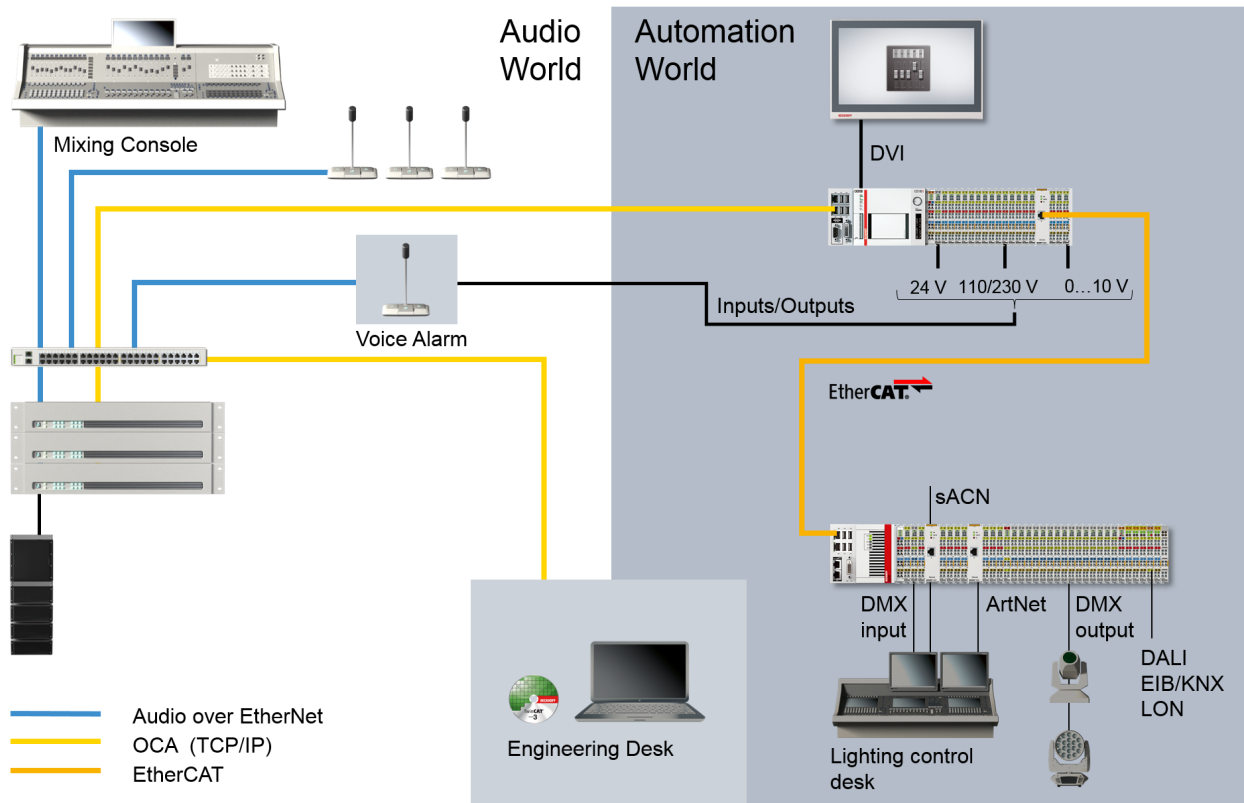 Audio
World
Automation
World
Mixing Console
DVI
24 V
110/230 V
0...10 V
Inputs/Outputs
Voice Alarm
EtherCAT.
sACN
DMX
input
ArtNet
DMX
output
DALI
EIB/KNX
LON
Engineering Desk
Lighting control
desk
Audio over EtherNet
OCA (TCP/IP)
EtherCAT